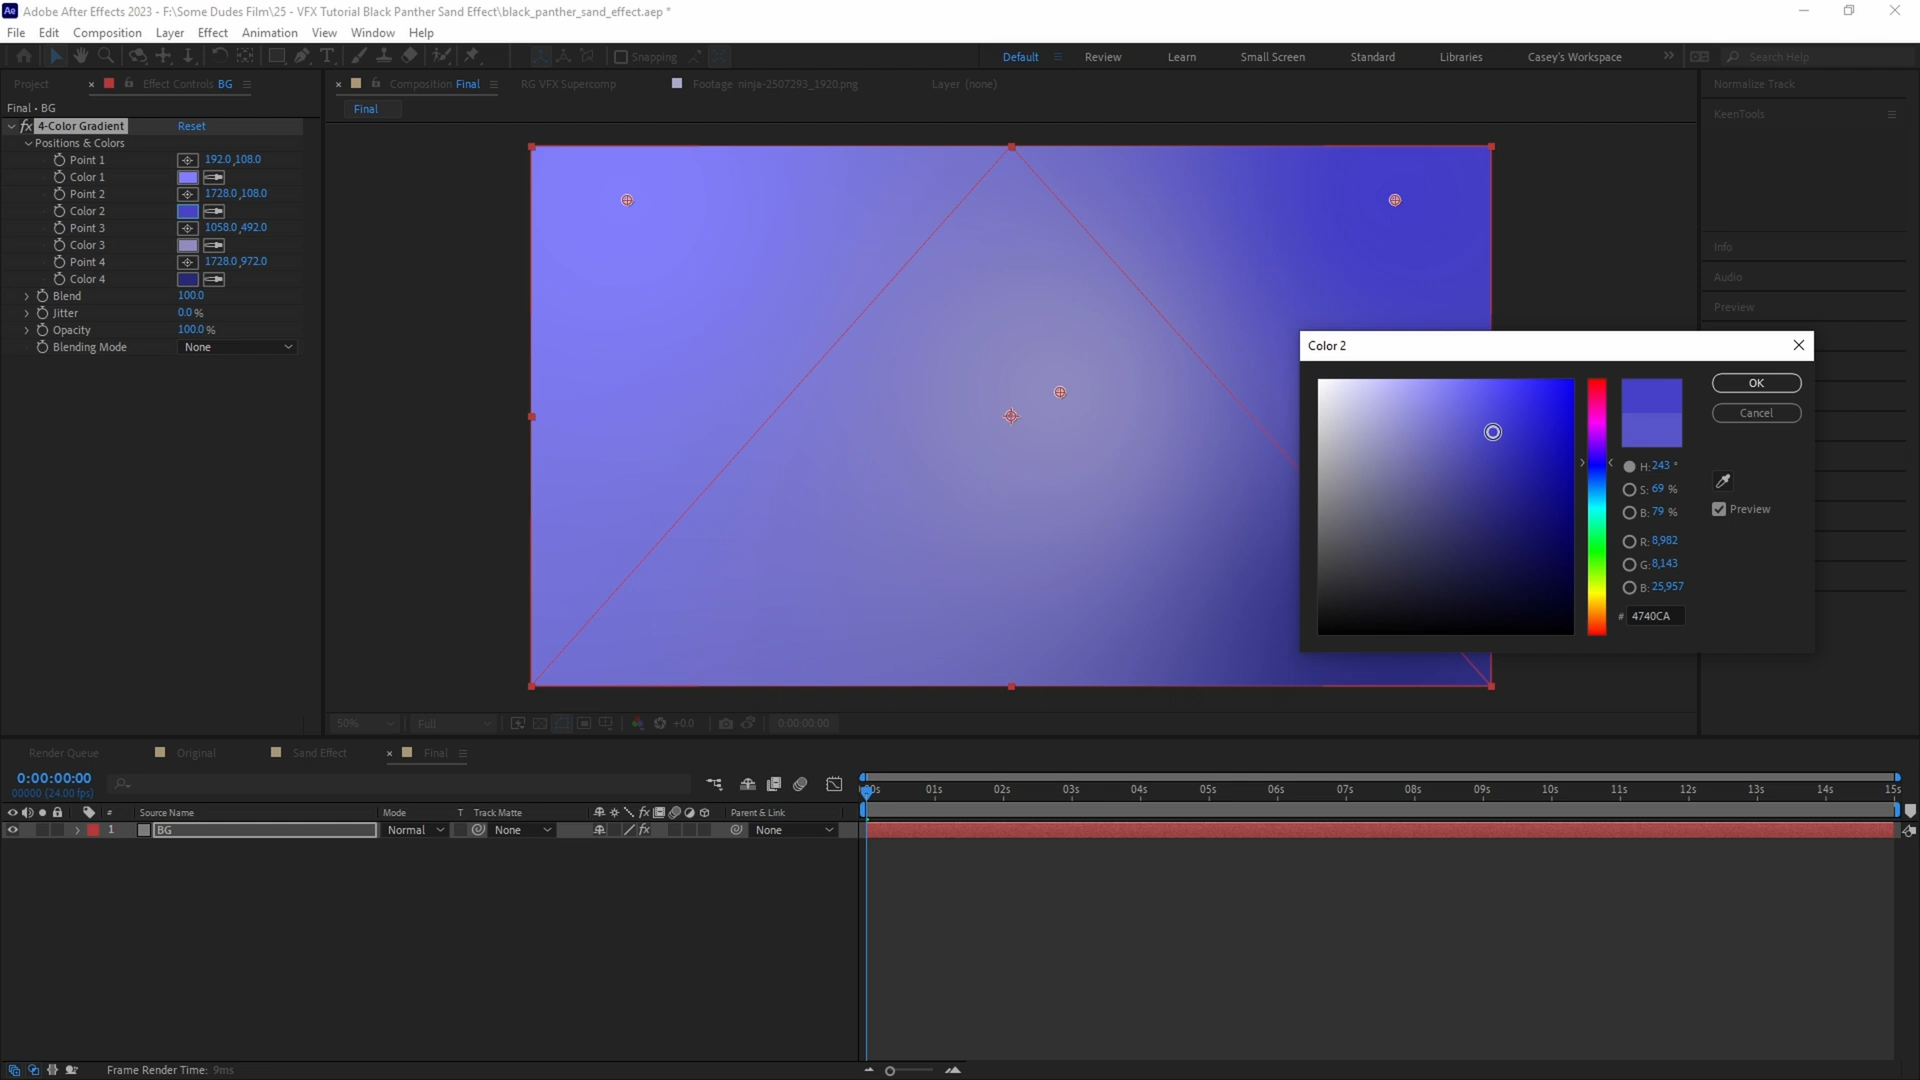 Ae Adobe After Effects 2023 - F:\Some Dudes Film\25 - VFX Tutorial Black Panther Sand Effect\black_panther_sand_effect.aep *
File Edit Composition Layer Effect Animation View Window Help
Snapping Default Review Learn Small Screen Standard Libraries Casey's Workspace Search Help
Project Effect Controls BG Composition Final RG VFX Supercomp Footage ninja-2507293_1920.png Layer (none) Normalize Track
Final • BG
Final
KeenTools
fx 4-Color Gradient Reset
Positions & Colors
Point 1 192.0,108.0
Color 1
Point 2 1728.0,108.0
Color 2
Point 3 1058.0,492.0
Color 3
Point 4 1728.0,972.0
Color 4
Blend 100.0
Jitter 0.0 %
Opacity 100.0 %
Blending Mode None
Info
Audio
Preview
Color 2
OK
Cancel
H: 243 °
S: 69 %
B: 79 %
Preview
R: 8,982
G: 8,143
B: 25,957
# 4740CA
50% Full +0.0 0:00:00:00
Render Queue Original Sand Effect Final
0:00:00:00
00000 (24.00 fps)
00s 01s 02s 03s 04s 05s 06s 07s 08s 09s 10s 11s 12s 13s 14s 15s
# Source Name Mode T Track Matte fx Parent & Link
1 BG Normal None fx None
Frame Render Time: 9ms